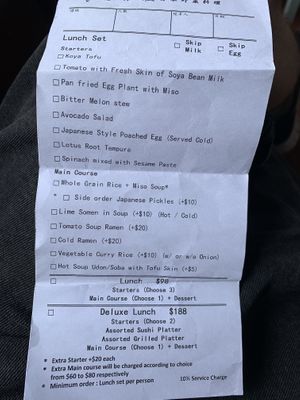 料理
Lunch Set
□ Skip Milk □ Skip Egg
Starters
□ Koya Tofu
□ Tomato with Fresh Skin of Soya Bean Milk
□ Pan fried Egg Plant with Miso
□ Bitter Melon stew
□ Avocado Salad
□ Japanese Style Poached Egg (Served Cold)
□ Lotus Root Tempura
□ Spinach mixed with Sesame Paste
Main Course
□ Whole Grain Rice + Miso Soup*
* □ Side order Japanese Pickles (+$10)
□ Lime Somen in Soup (+$10) (Hot / Cold)
□ Tomato Soup Ramen (+$20)
□ Cold Ramen (+$20)
□ Vegetable Curry Rice (+$10) (w/ or w/o Onion)
□ Hot Soup Udon/Soba with Tofu Skin (+$5)
□ Lunch $98
Starters (Choose 3)
Main Course (Choose 1) + Dessert
□ Deluxe Lunch $188
Starters (Choose 2)
Assorted Sushi Platter
Assorted Grilled Platter
Main Course (Choose 1) + Dessert
* Extra Starter +$20 each
* Extra Main course will be charged according to choice
from $60 to $80 respectively
* Minimum order : Lunch set per person
10% Service Charge